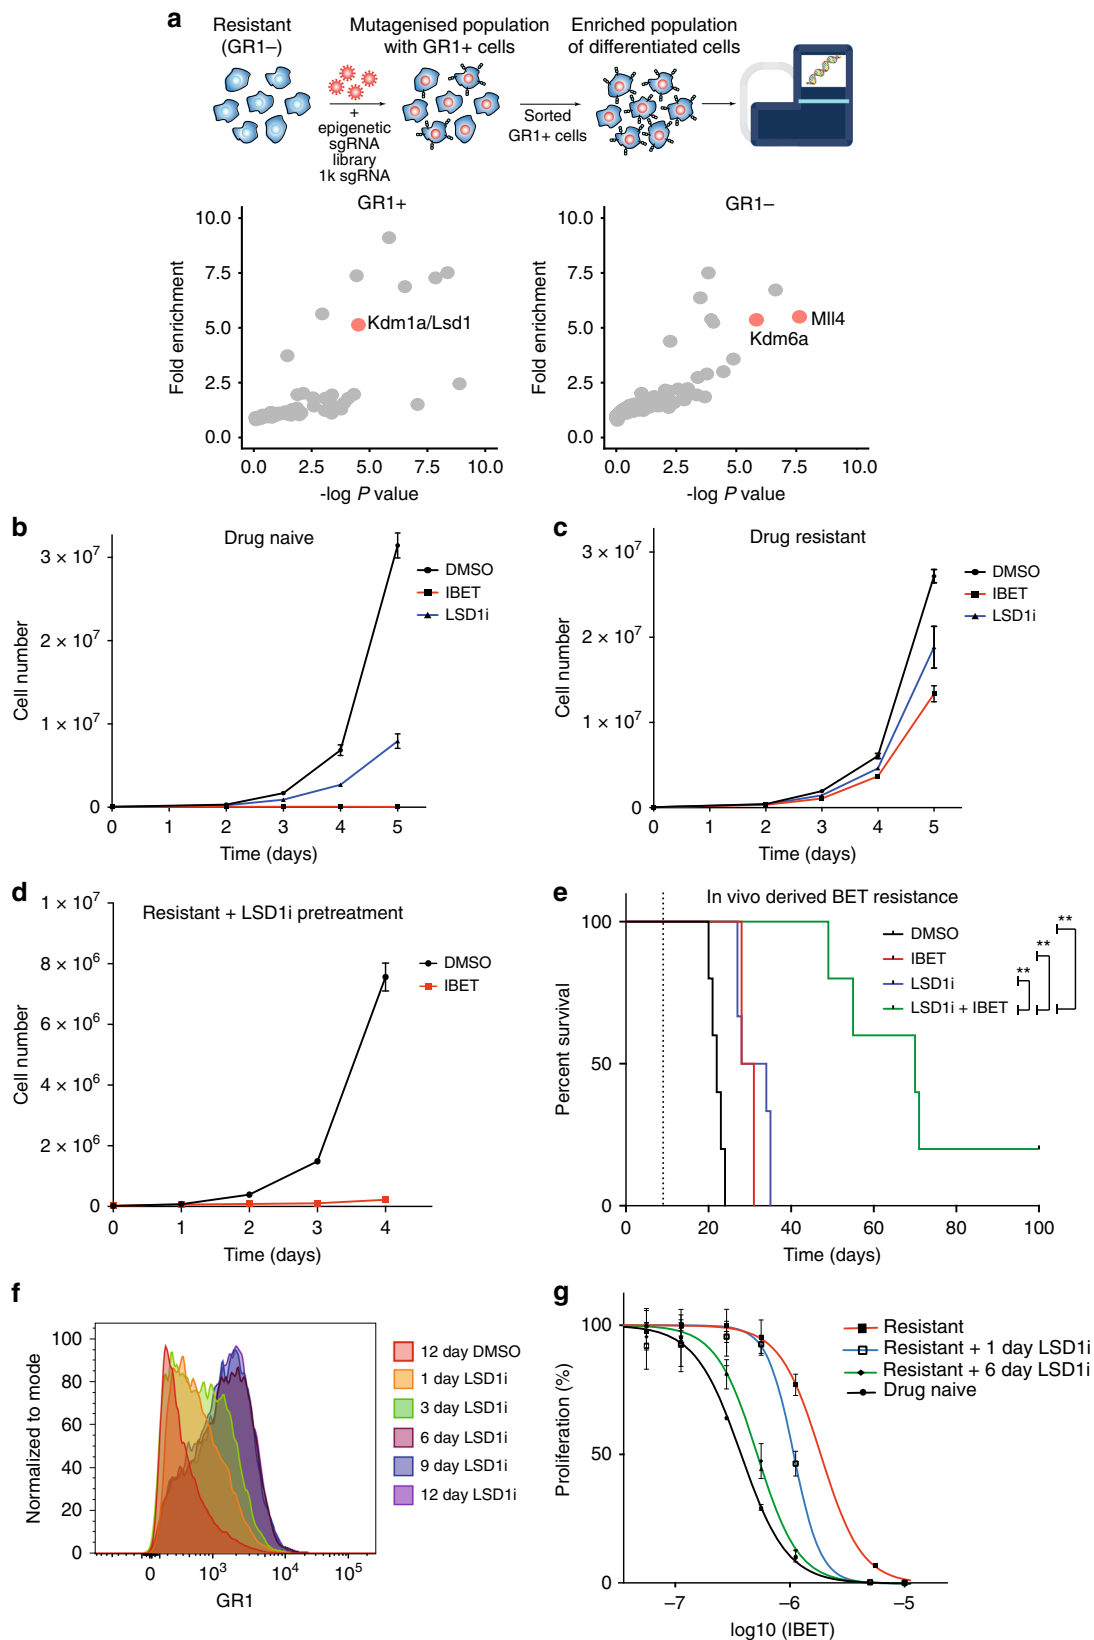 a
Resistant
(GR1–)
Mutagenised population
with GR1+ cells
Enriched population
of differentiated cells
+
epigenetic
sgRNA
library
1k sgRNA
Sorted
GR1+ cells
GR1+
10.0
7.5
5.0
2.5
0.0
Fold enrichment
Kdm1a/Lsd1
0.0 2.5 5.0 7.5 10.0
-log P value
GR1–
10.0
7.5
5.0
2.5
0.0
Fold enrichment
Mll4
Kdm6a
0.0 2.5 5.0 7.5 10.0
-log P value
b
Drug naive
3 × 10⁷
2 × 10⁷
1 × 10⁷
0
Cell number
DMSO
IBET
LSD1i
0 1 2 3 4 5
Time (days)
c
Drug resistant
3 × 10⁷
2 × 10⁷
1 × 10⁷
0
Cell number
DMSO
IBET
LSD1i
0 1 2 3 4 5
Time (days)
d
Resistant + LSD1i pretreatment
1 × 10⁷
8 × 10⁶
6 × 10⁶
4 × 10⁶
2 × 10⁶
0
Cell number
DMSO
IBET
0 1 2 3 4
Time (days)
e
In vivo derived BET resistance
100
50
0
Percent survival
DMSO
IBET
LSD1i
LSD1i + IBET
**
**
**
0 20 40 60 80 100
Time (days)
f
100
80
60
40
20
0
Normalized to mode
12 day DMSO
1 day LSD1i
3 day LSD1i
6 day LSD1i
9 day LSD1i
12 day LSD1i
0 10³ 10⁴ 10⁵
GR1
g
100
50
0
Proliferation (%)
Resistant
Resistant + 1 day LSD1i
Resistant + 6 day LSD1i
Drug naive
–7 –6 –5
log10 (IBET)